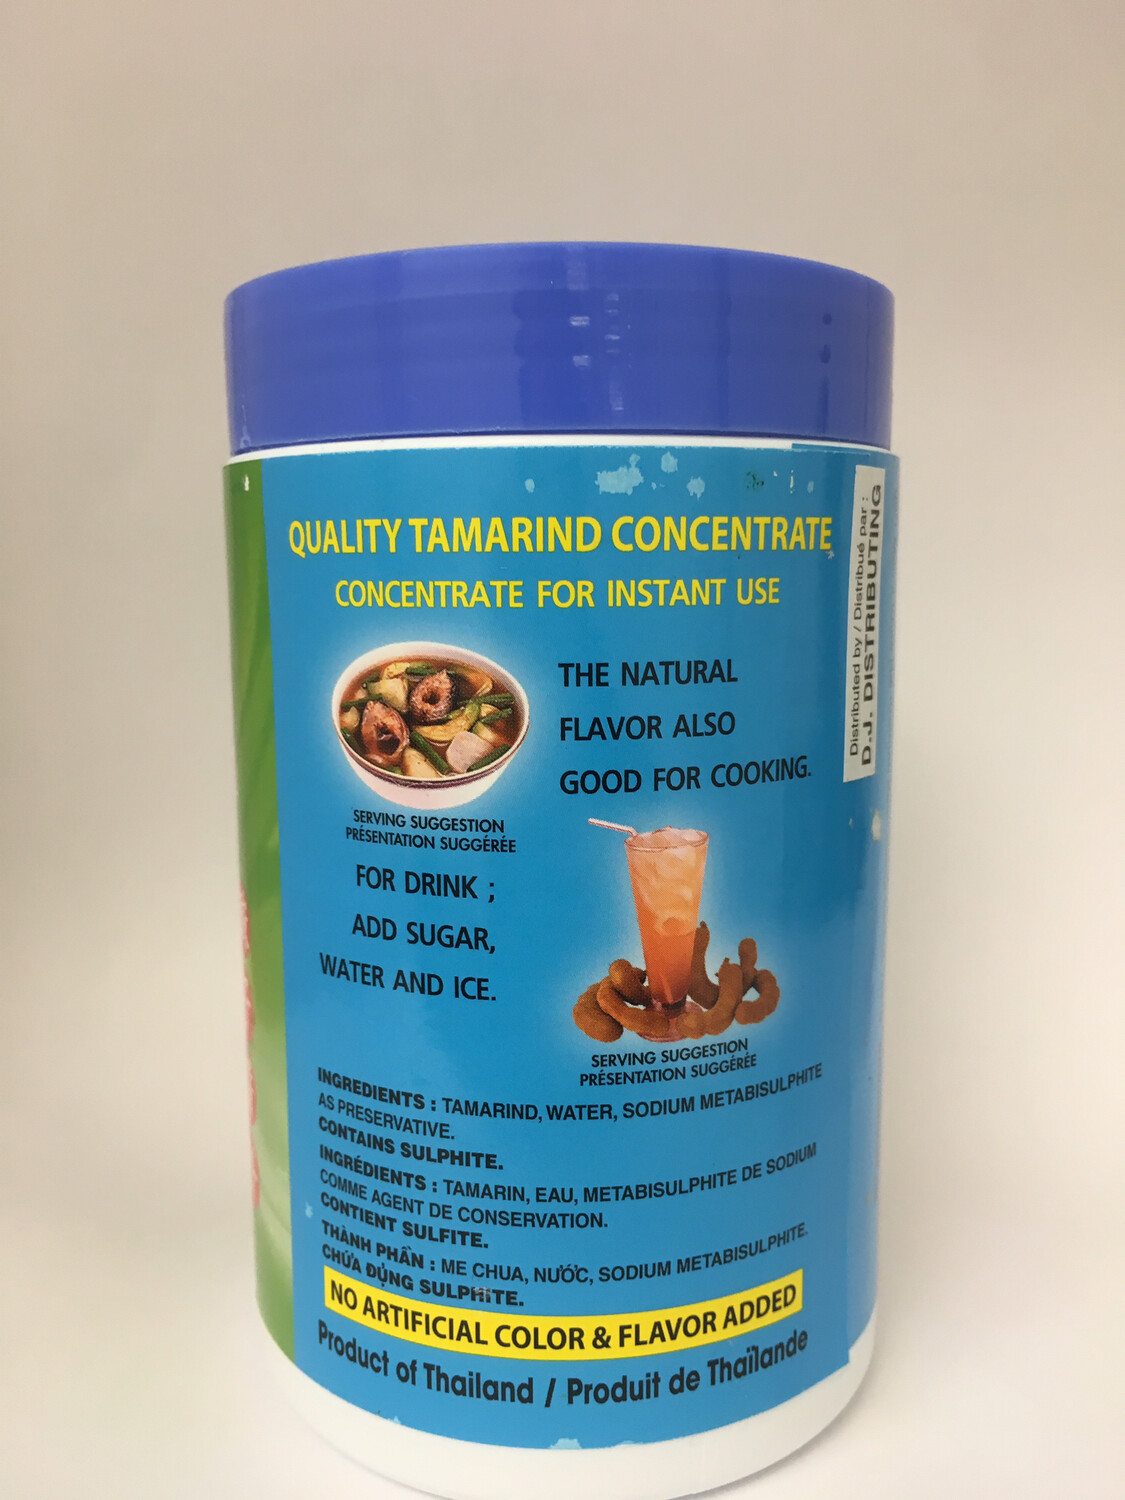 QUALITY TAMARIND CONCENTRATE
CONCENTRATE FOR INSTANT USE
THE NATURAL
FLAVOR ALSO
GOOD FOR COOKING.
SERVING SUGGESTION
PRÉSENTATION SUGGÉRÉE
FOR DRINK ;
ADD SUGAR,
WATER AND ICE.
SERVING SUGGESTION
PRÉSENTATION SUGGÉRÉE
INGREDIENTS : TAMARIND, WATER, SODIUM METABISULPHITE
AS PRESERVATIVE.
CONTAINS SULPHITE.
INGRÉDIENTS : TAMARIN, EAU, METABISULPHITE DE SODIUM
COMME AGENT DE CONSERVATION.
CONTIENT SULFITE.
THÀNH PHẦN : ME CHUA, NƯỚC, SODIUM METABISULPHITE.
CHỨA ĐỰNG SULPHITE.
NO ARTIFICIAL COLOR & FLAVOR ADDED
Product of Thailand / Produit de Thaïlande
Distributed by / Distribué par :
D.J. DISTRIBUTING